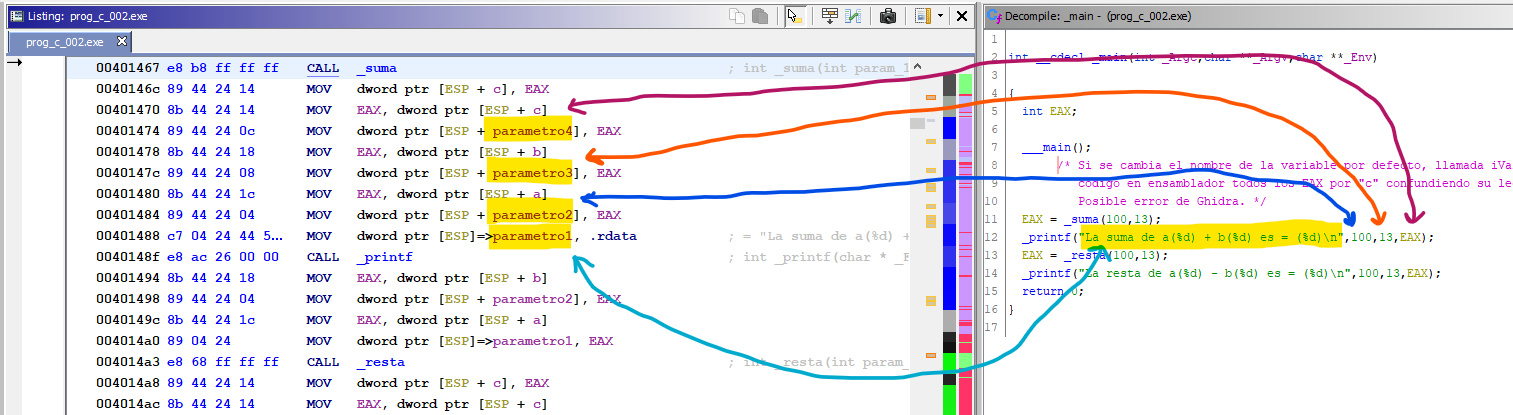 Listing: prog_c_002.exe
prog_c_002.exe
00401467 e8 b8 ff ff ff CALL _suma ; int _suma(int param_1
0040146c 89 44 24 14 MOV dword ptr [ESP + c], EAX
00401470 8b 44 24 14 MOV EAX, dword ptr [ESP + c]
00401474 89 44 24 0c MOV dword ptr [ESP + parametro4], EAX
00401478 8b 44 24 18 MOV EAX, dword ptr [ESP + b]
0040147c 89 44 24 08 MOV dword ptr [ESP + parametro3], EAX
00401480 8b 44 24 1c MOV EAX, dword ptr [ESP + a]
00401484 89 44 24 04 MOV dword ptr [ESP + parametro2], EAX
00401488 c7 04 24 44 5... MOV dword ptr [ESP]=>parametro1, .rdata ; = "La suma de a(%d) +
0040148f e8 ac 26 00 00 CALL _printf ; int _printf(char * _F
00401494 8b 44 24 18 MOV EAX, dword ptr [ESP + b]
00401498 89 44 24 04 MOV dword ptr [ESP + parametro2], EAX
0040149c 8b 44 24 1c MOV EAX, dword ptr [ESP + a]
004014a0 89 04 24 MOV dword ptr [ESP]=>parametro1, EAX
004014a3 e8 68 ff ff ff CALL _resta ; int _resta(int param_
004014a8 89 44 24 14 MOV dword ptr [ESP + c], EAX
004014ac 8b 44 24 14 MOV EAX, dword ptr [ESP + c]
Decompile: _main - (prog_c_002.exe)
1
2 int __cdecl _main(int _Argc,char **_Argv,char **_Env)
3
4 {
5 int EAX;
6
7 ___main();
8 /* Si se cambia el nombre de la variable por defecto, llamada iVa
9 código en ensamblador todos los EAX por "c" confundiendo su le
10 Posible error de Ghidra. */
11 EAX = _suma(100,13);
12 _printf("La suma de a(%d) + b(%d) es = (%d)\n",100,13,EAX);
13 EAX = _resta(100,13);
14 _printf("La resta de a(%d) - b(%d) es = (%d)\n",100,13,EAX);
15 return 0;
16 }
17